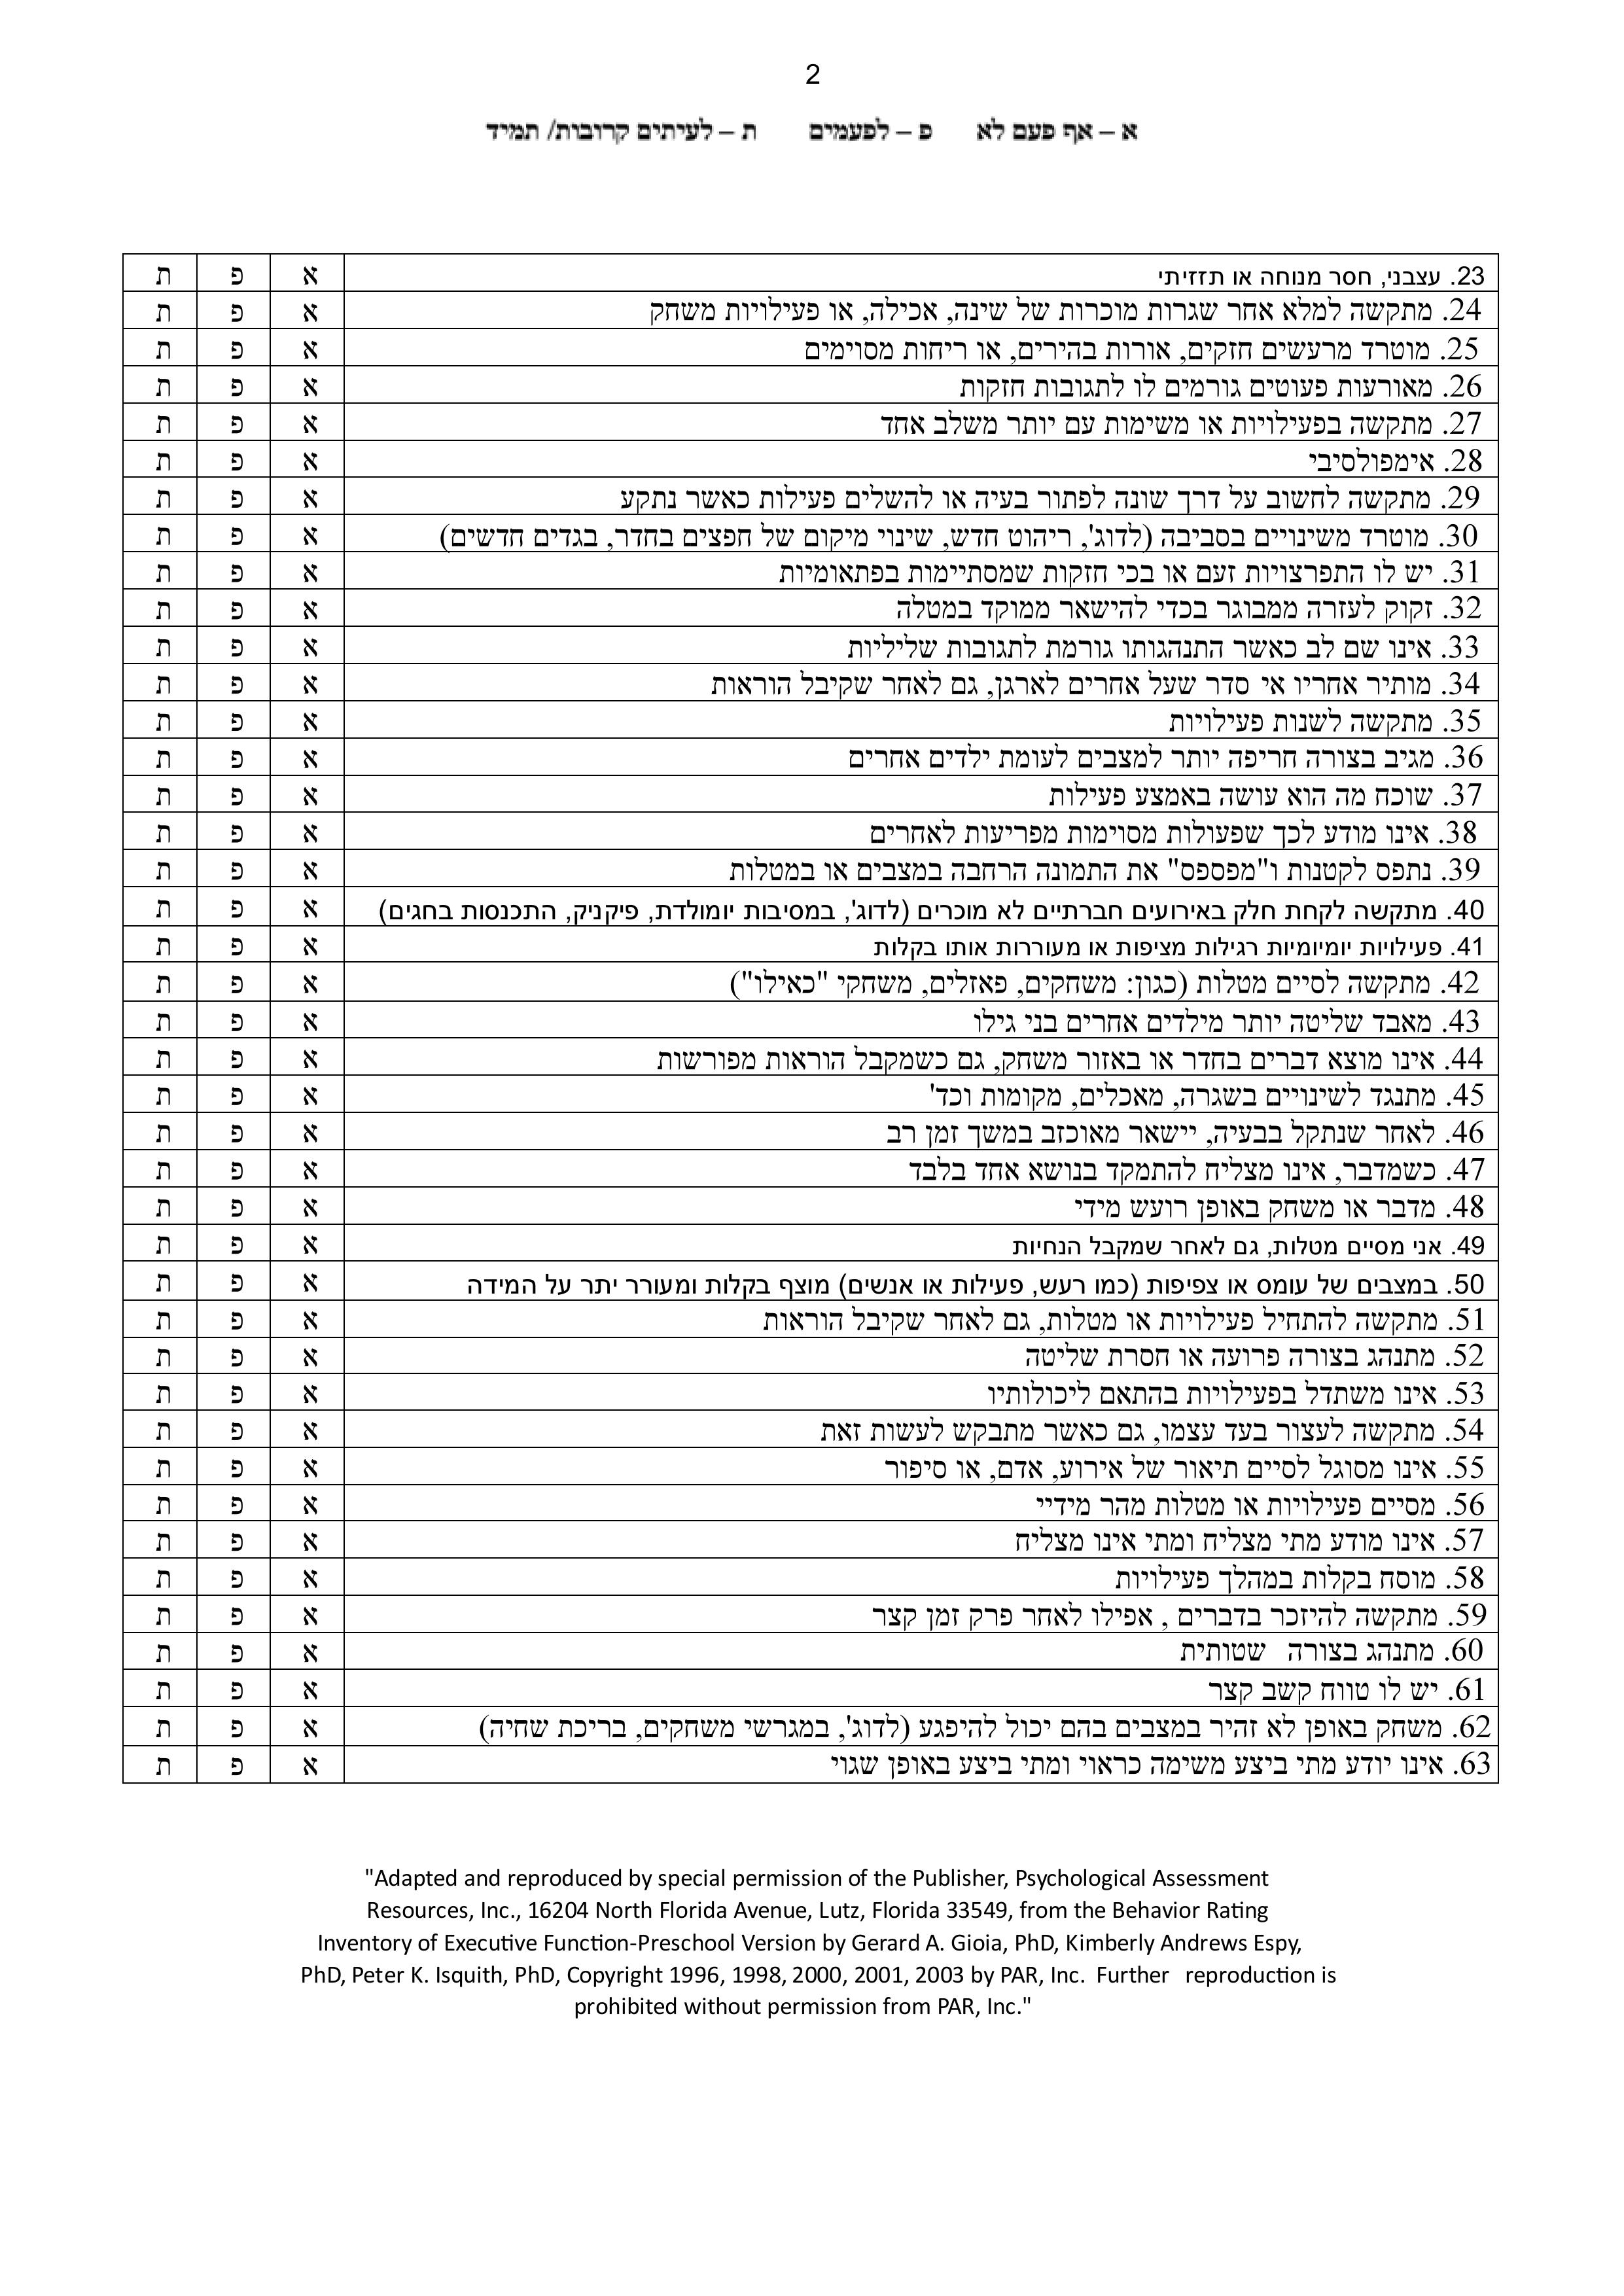 2
א – אף פעם לא פ – לפעמים ת – לעיתים קרובות/ תמיד
23. עצבני, חסר מנוחה או תזזיתי א פ ת
24. מתקשה למלא אחר שגרות מוכרות של שינה, אכילה, או פעילויות משחק א פ ת
25. מוטרד מרעשים חזקים, אורות בהירים, או ריחות מסוימים א פ ת
26. מאורעות פעוטים גורמים לו לתגובות חזקות א פ ת
27. מתקשה בפעילויות או משימות עם יותר משלב אחד א פ ת
28. אימפולסיבי א פ ת
29. מתקשה לחשוב על דרך שונה לפתור בעיה או להשלים פעילות כאשר נתקע א פ ת
30. מוטרד משינויים בסביבה (לדוג', ריהוט חדש, שינוי מיקום של חפצים בחדר, בגדים חדשים) א פ ת
31. יש לו התפרצויות זעם או בכי חזקות שמסתיימות בפתאומיות א פ ת
32. זקוק לעזרה ממבוגר בכדי להישאר ממוקד במטלה א פ ת
33. אינו שם לב כאשר התנהגותו גורמת לתגובות שליליות א פ ת
34. מותיר אחריו אי סדר שעל אחרים לארגן, גם לאחר שקיבל הוראות א פ ת
35. מתקשה לשנות פעילויות א פ ת
36. מגיב בצורה חריפה יותר למצבים לעומת ילדים אחרים א פ ת
37. שוכח מה הוא עושה באמצע פעילות א פ ת
38. אינו מודע לכך שפעולות מסוימות מפריעות לאחרים א פ ת
39. נתפס לקטנות ו"מפספס" את התמונה הרחבה במצבים או במטלות א פ ת
40. מתקשה לקחת חלק באירועים חברתיים לא מוכרים (לדוג', במסיבות יומולדת, פיקניק, התכנסות בחגים) א פ ת
41. פעילויות יומיומיות רגילות מציפות או מעוררות אותו בקלות א פ ת
42. מתקשה לסיים מטלות (כגון: משחקים, פאזלים, משחקי "כאילו") א פ ת
43. מאבד שליטה יותר מילדים אחרים בני גילו א פ ת
44. אינו מוצא דברים בחדר או באזור משחק, גם כשמקבל הוראות מפורשות א פ ת
45. מתנגד לשינויים בשגרה, מאכלים, מקומות וכד' א פ ת
46. לאחר שנתקל בבעיה, יישאר מאוכזב במשך זמן רב א פ ת
47. כשמדבר, אינו מצליח להתמקד בנושא אחד בלבד א פ ת
48. מדבר או משחק באופן רועש מידי א פ ת
49. אני מסיים מטלות, גם לאחר שמקבל הנחיות א פ ת
50. במצבים של עומס או צפיפות (כמו רעש, פעילות או אנשים) מוצף בקלות ומעורר יתר על המידה א פ ת
51. מתקשה להתחיל פעילויות או מטלות, גם לאחר שקיבל הוראות א פ ת
52. מתנהג בצורה פרועה או חסרת שליטה א פ ת
53. אינו משתדל בפעילויות בהתאם ליכולותיו א פ ת
54. מתקשה לעצור בעד עצמו, גם כאשר מתבקש לעשות זאת א פ ת
55. אינו מסוגל לסיים תיאור של אירוע, אדם, או סיפור א פ ת
56. מסיים פעילויות או מטלות מהר מידיי א פ ת
57. אינו מודע מתי מצליח ומתי אינו מצליח א פ ת
58. מוסח בקלות במהלך פעילויות א פ ת
59. מתקשה להיזכר בדברים , אפילו לאחר פרק זמן קצר א פ ת
60. מתנהג בצורה שטותית א פ ת
61. יש לו טווח קשב קצר א פ ת
62. משחק באופן לא זהיר במצבים בהם יכול להיפגע (לדוג', במגרשי משחקים, בריכת שחיה) א פ ת
63. אינו יודע מתי ביצע משימה כראוי ומתי ביצע באופן שגוי א פ ת
"Adapted and reproduced by special permission of the Publisher, Psychological Assessment
Resources, Inc., 16204 North Florida Avenue, Lutz, Florida 33549, from the Behavior Rating
Inventory of Executive Function-Preschool Version by Gerard A. Gioia, PhD, Kimberly Andrews Espy,
PhD, Peter K. Isquith, PhD, Copyright 1996, 1998, 2000, 2001, 2003 by PAR, Inc. Further reproduction is
prohibited without permission from PAR, Inc."